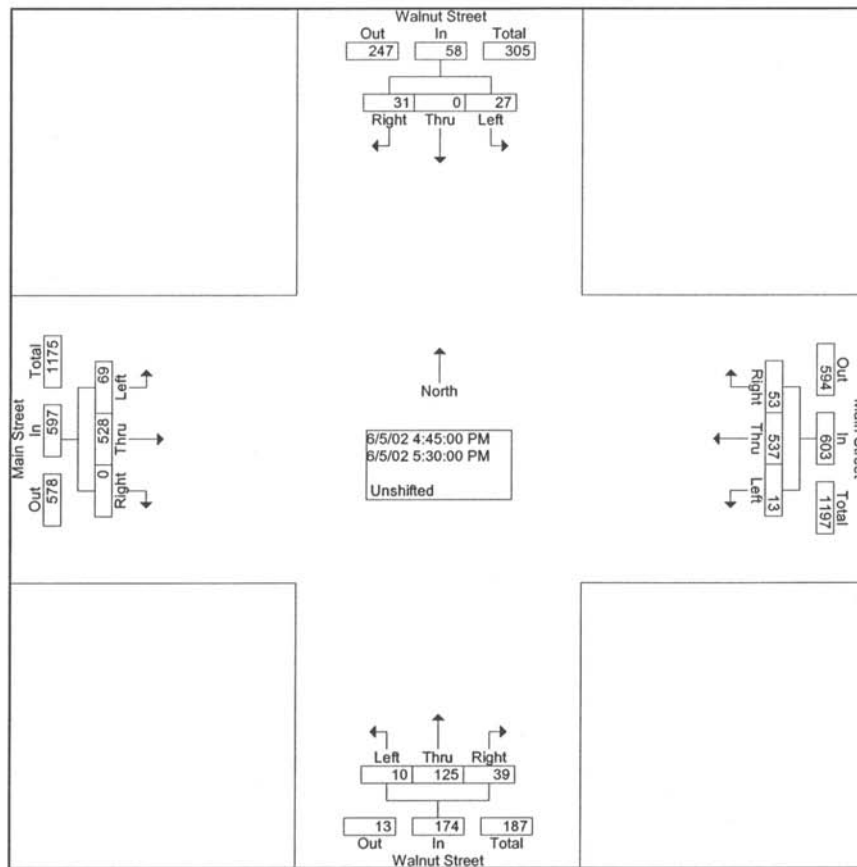 Walnut Street
Out In Total
247 58 305
31 0 27
Right Thru Left
Main Street
Total In Out
1175 597 578
69 528 0
Left Thru Right
North
6/5/02 4:45:00 PM
6/5/02 5:30:00 PM
Unshifted
Right Thru Left
53 537 13
Out In Total
594 603 1197
Main Street
Left Thru Right
10 125 39
13 174 187
Out In Total
Walnut Street